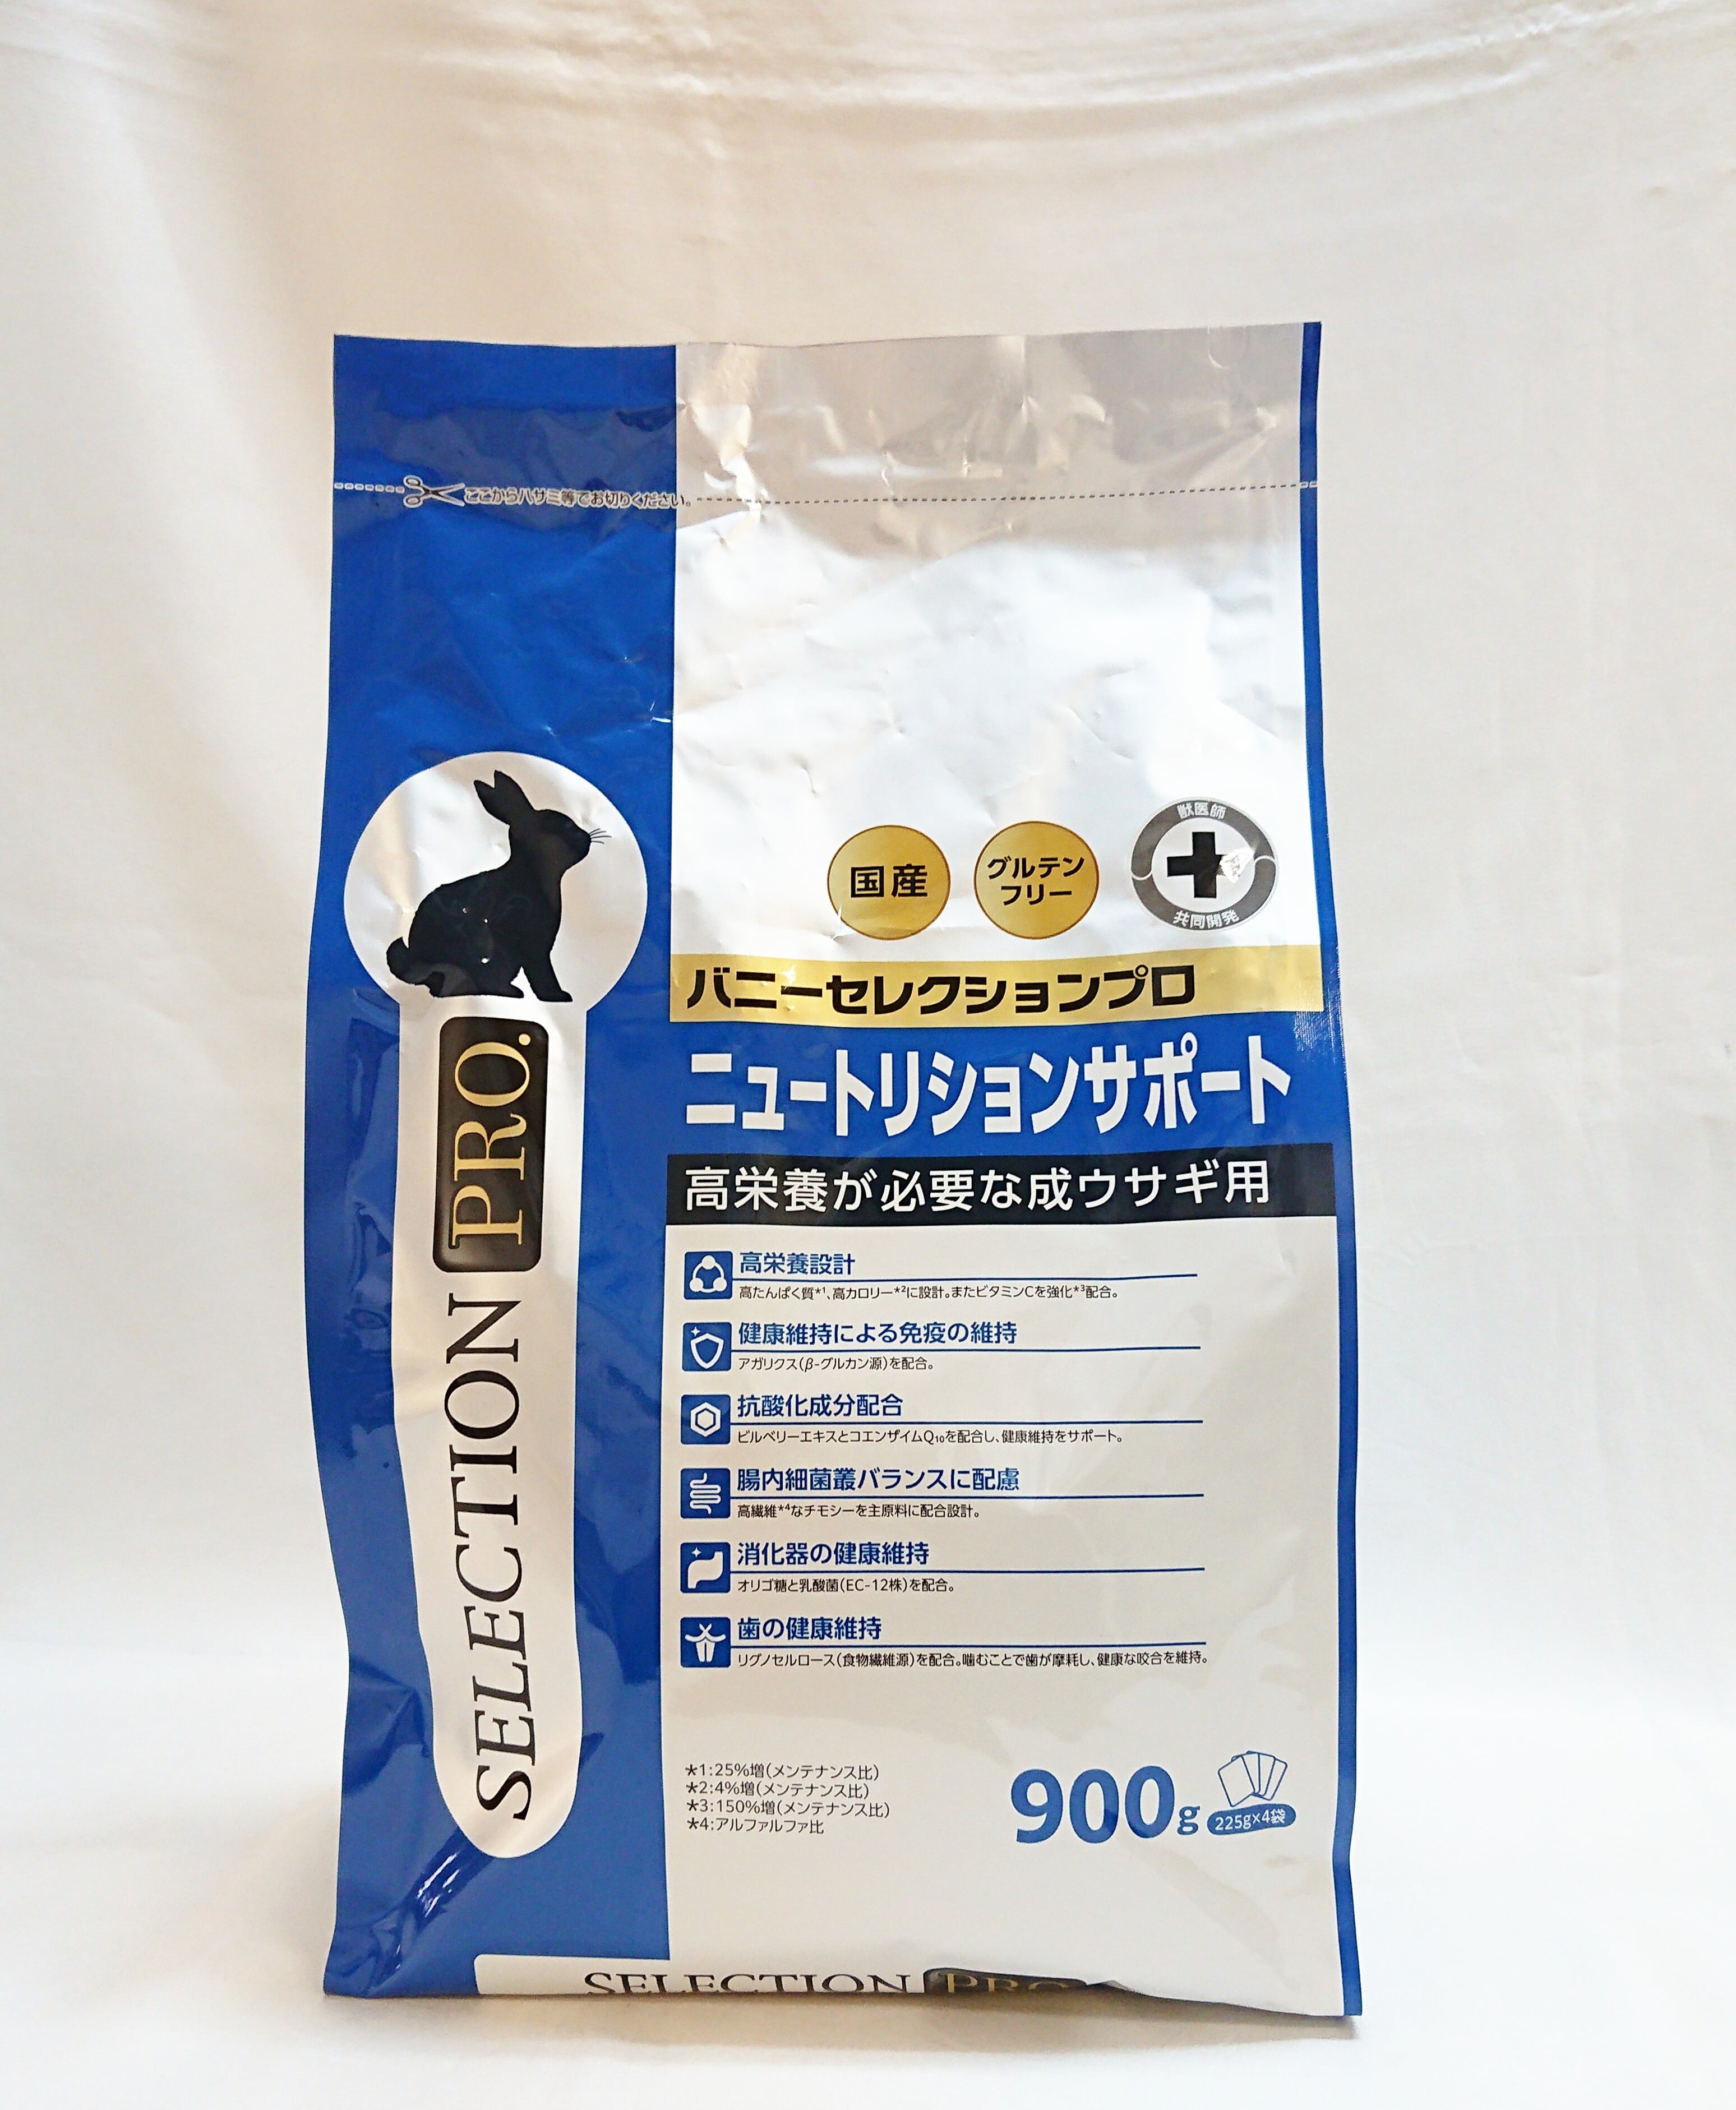 ここからハサミ等でお切りください。
国産
グルテン
フリー
獣医師
共同開発
バニーセレクションプロ
ニュートリションサポート
高栄養が必要な成ウサギ用
SELECTION PRO.
高栄養設計
高たんぱく質*1、高カロリー*2に設計。またビタミンCを強化*3配合。
健康維持による免疫の維持
アガリクス(β-グルカン源)を配合。
抗酸化成分配合
ビルベリーエキスとコエンザイムQ10を配合し、健康維持をサポート。
腸内細菌叢バランスに配慮
高繊維*4なチモシーを主原料に配合設計。
消化器の健康維持
オリゴ糖と乳酸菌(EC-12株)を配合。
歯の健康維持
リグノセルロース(食物繊維源)を配合。噛むことで歯が摩耗し、健康な咬合を維持。
*1:25%増(メンテナンス比)
*2:4%増(メンテナンス比)
*3:150%増(メンテナンス比)
*4:アルファルファ比
900g
225g×4袋
SELECTION PRO